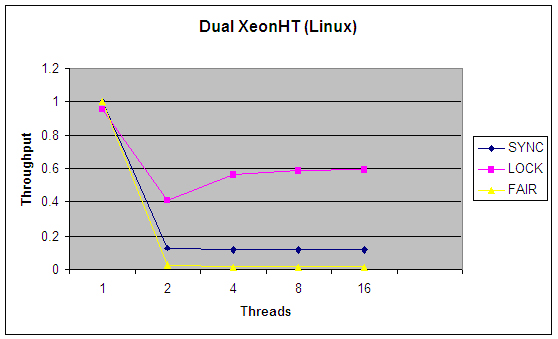 Dual XeonHT (Linux)
1.2
1
0.8
0.6
0.4
0.2
0
Throughput
1 2 4 8 16
Threads
SYNC
LOCK
FAIR